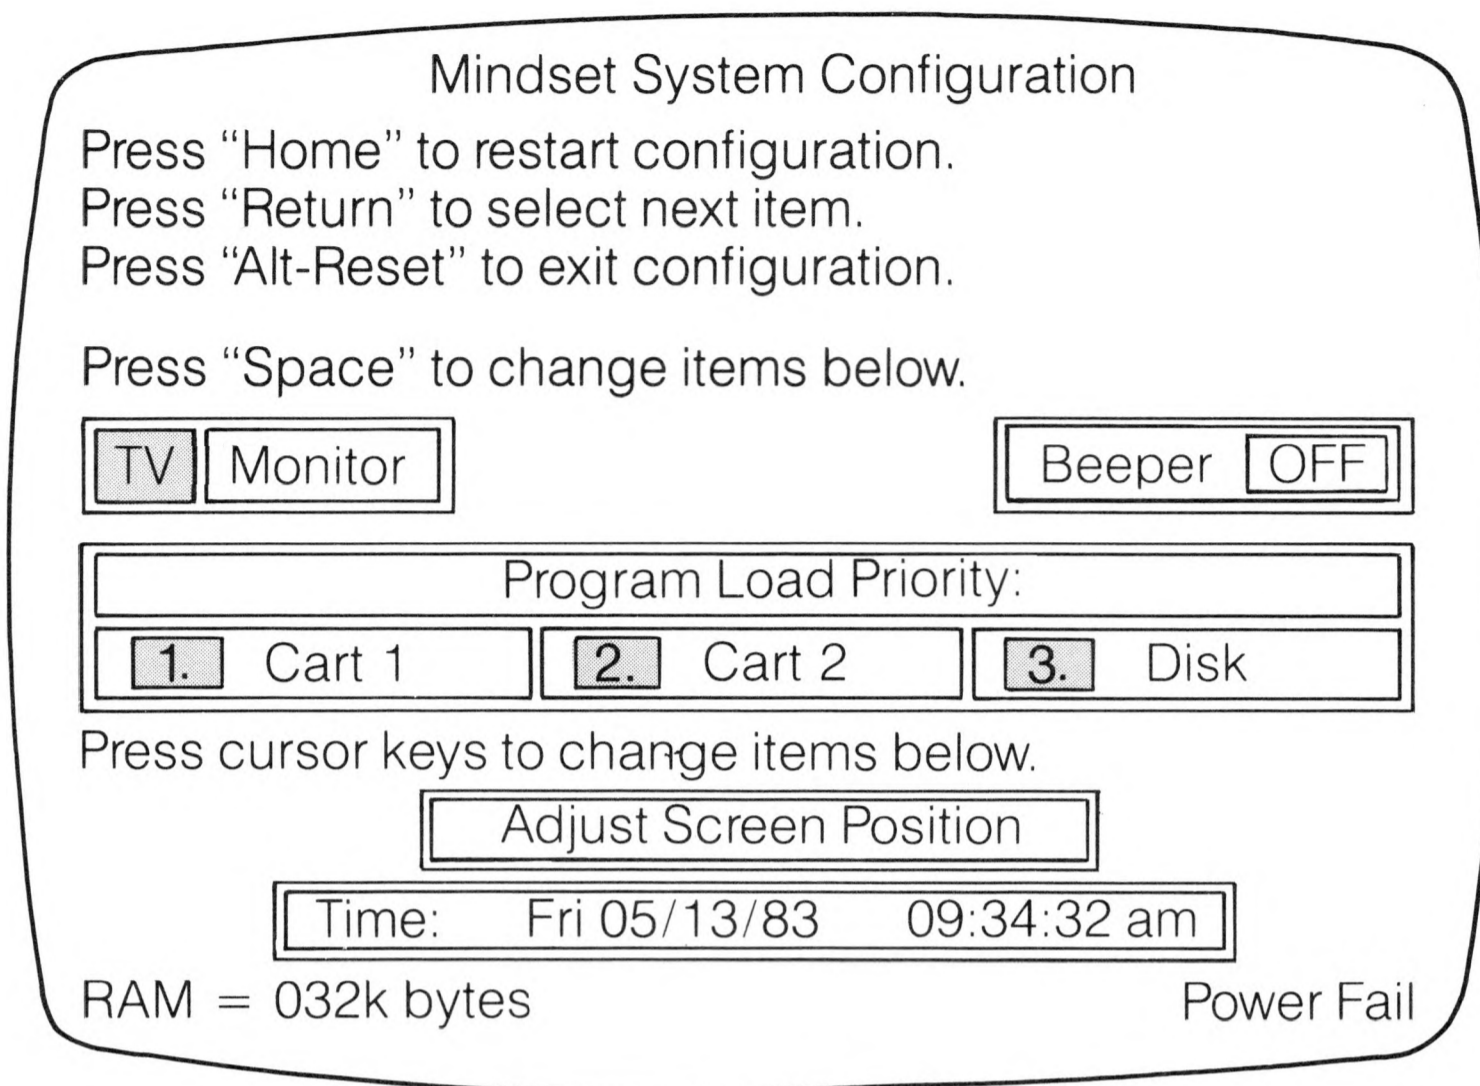 Mindset System Configuration
Press “Home” to restart configuration.
Press “Return” to select next item.
Press “Alt-Reset” to exit configuration.
Press “Space” to change items below.
TV Monitor Beeper OFF
Program Load Priority:
1. Cart 1 2. Cart 2 3. Disk
Press cursor keys to change items below.
Adjust Screen Position
Time: Fri 05/13/83 09:34:32 am
RAM = 032k bytes Power Fail